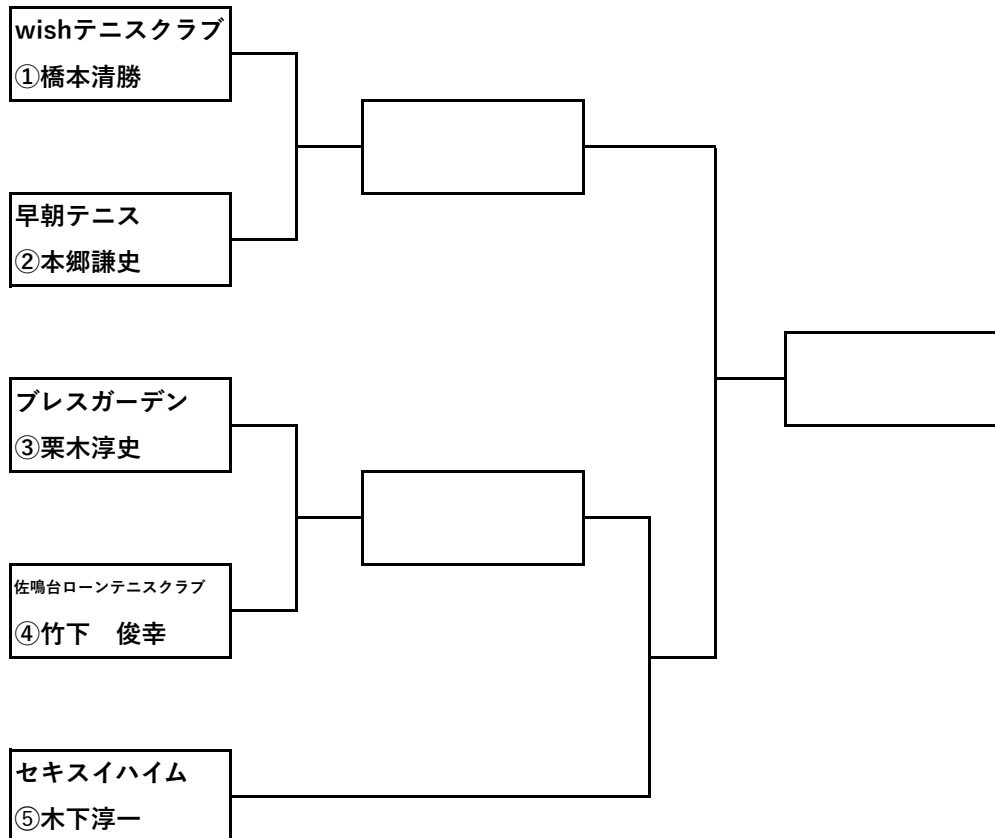 wishテニスクラブ
①橋本清勝
早朝テニス
②本郷謙史
ブレスガーデン
③栗木淳史
佐鳴台ローンテニスクラブ
④竹下　俊幸
セキスイハイム
⑤木下淳一